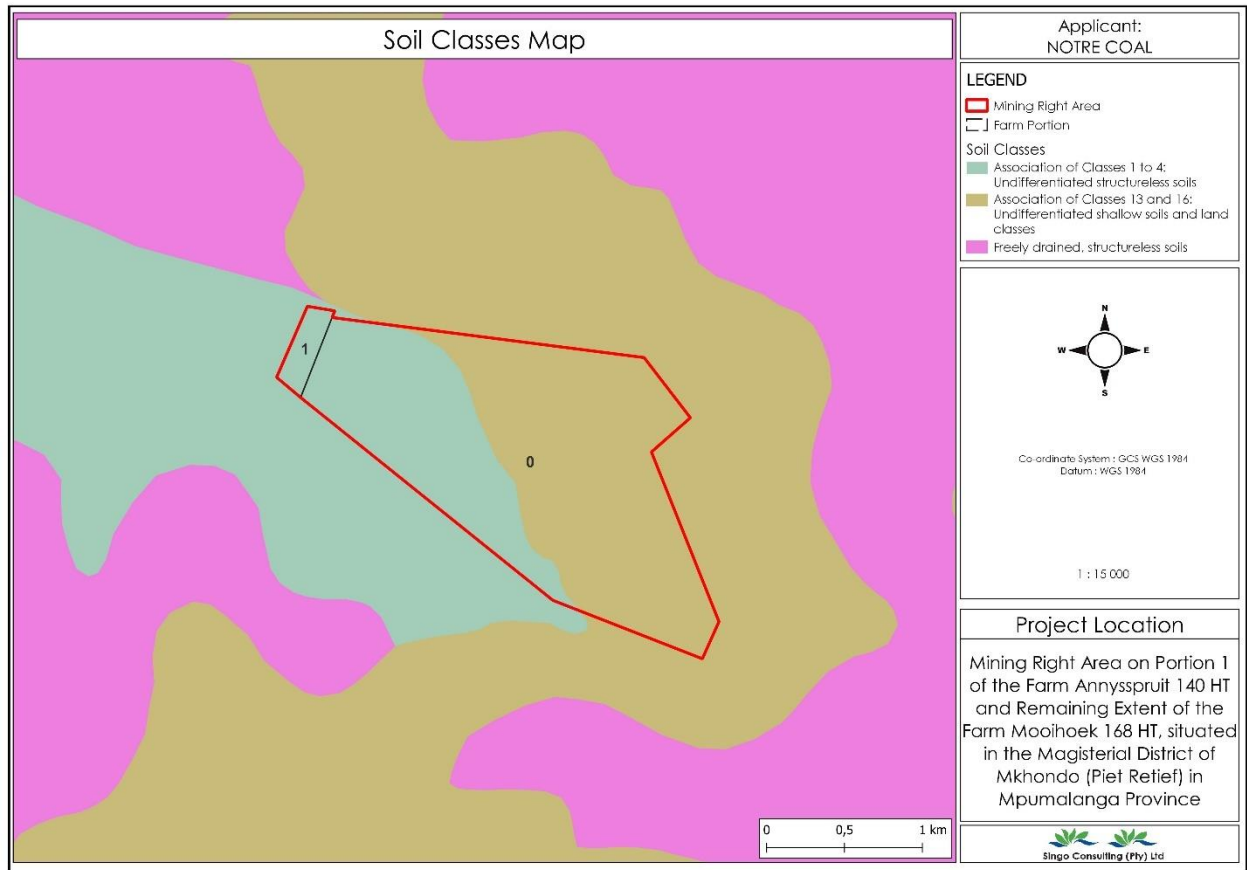 Soil Classes Map
1
0
0
0,5
1 km
Applicant:
NOTRE COAL
LEGEND
Mining Right Area
Farm Portion
Soil Classes
Association of Classes 1 to 4:
Undifferentiated structureless soils
Association of Classes 13 and 16:
Undifferentiated shallow soils and land
classes
Freely drained, structureless soils
N
W
E
S
Co-ordinate System : GCS WGS 1984
Datum : WGS 1984
1 : 15 000
Project Location
Mining Right Area on Portion 1
of the Farm Annysspruit 140 HT
and Remaining Extent of the
Farm Mooihoek 168 HT, situated
in the Magisterial District of
Mkhondo (Piet Retief) in
Mpumalanga Province
Singo Consulting (Pty) Ltd